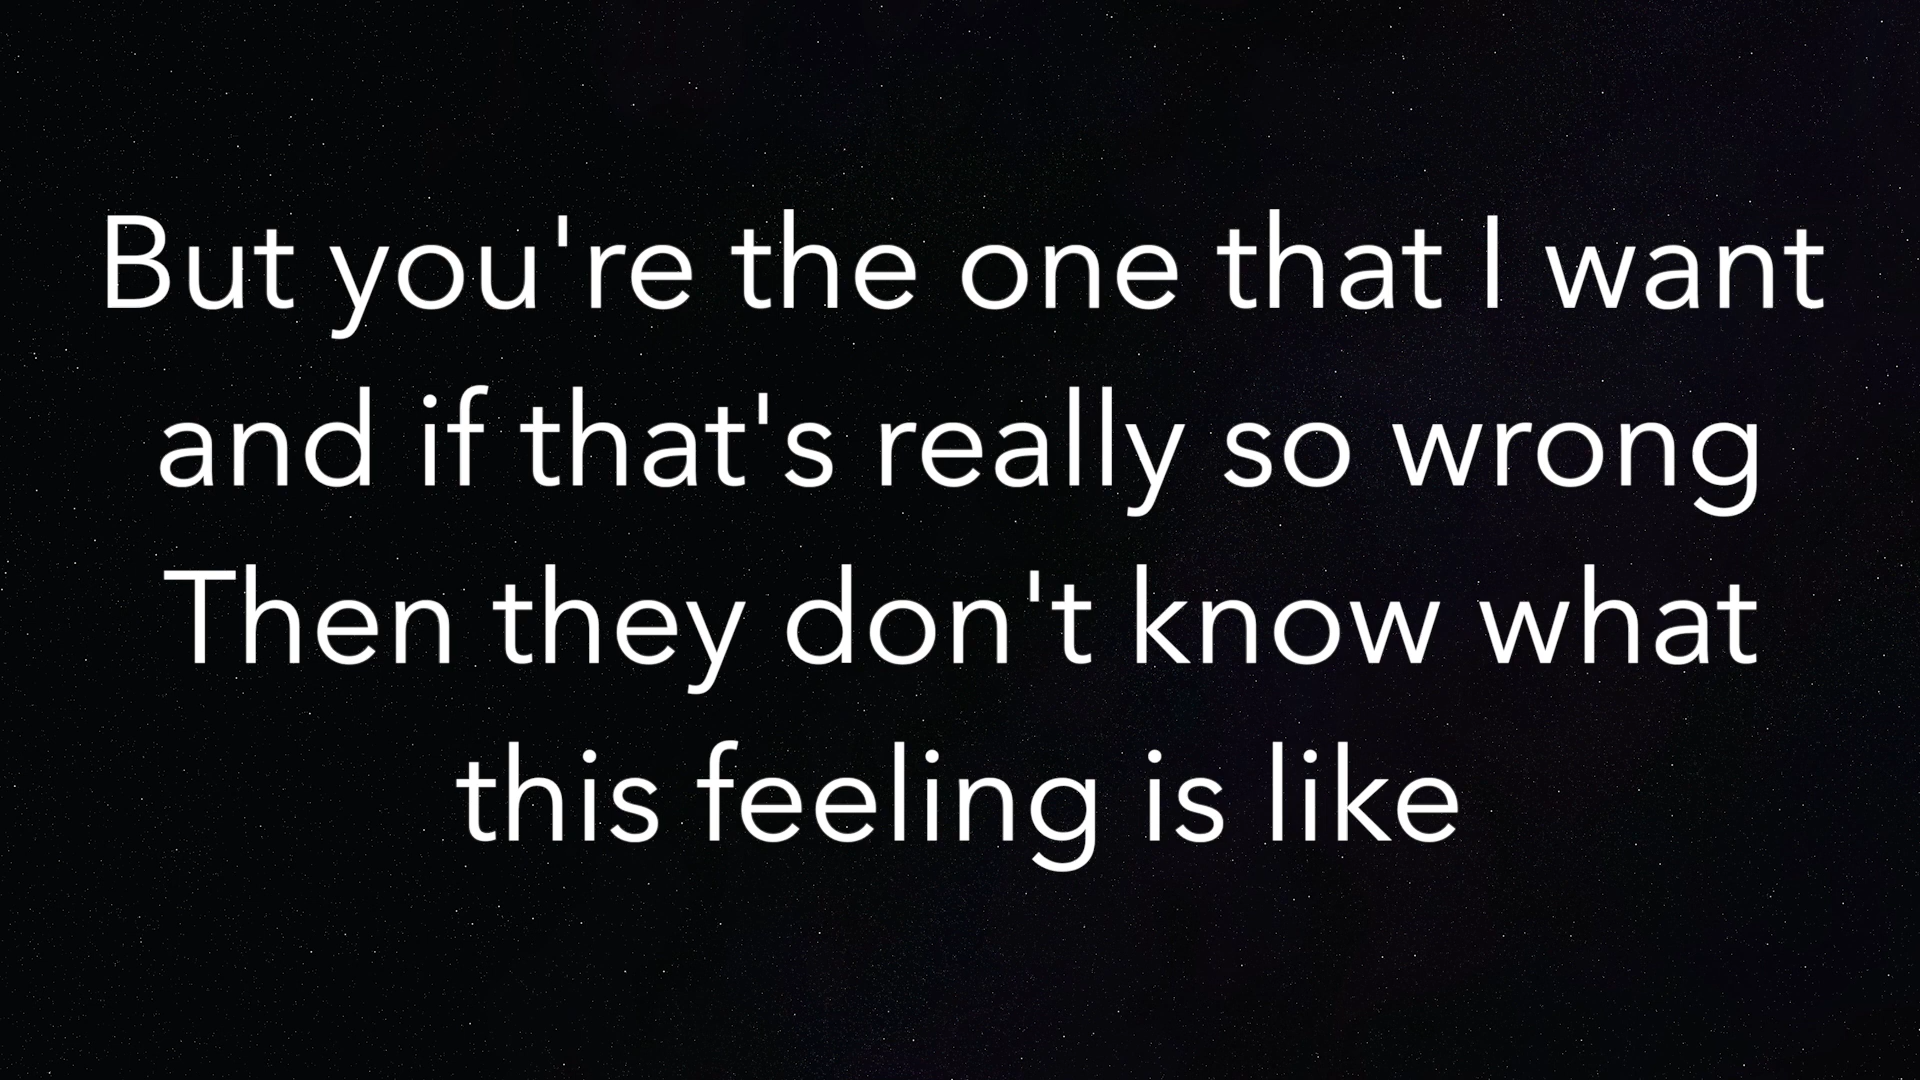 But you're the one that I want
and if that's really so wrong
Then they don't know what
this feeling is like